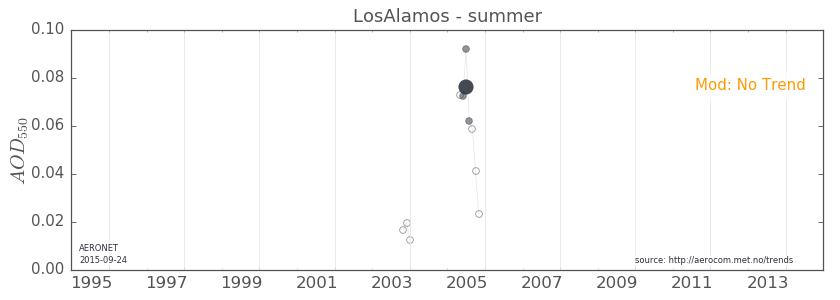 LosAlamos - summer
0.10
0.08
0.06
0.04
0.02
0.00
AOD550
Mod: No Trend
AERONET
2015-09-24
source: http://aerocom.met.no/trends
1995 1997 1999 2001 2003 2005 2007 2009 2011 2013